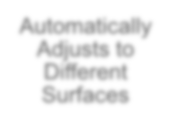 Automatically
Adjusts to
Different
Surfaces